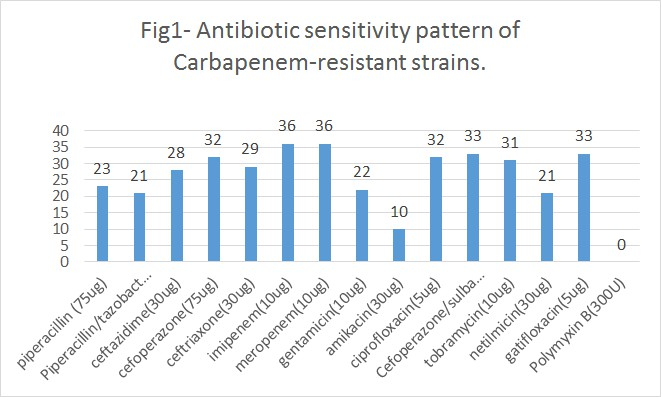 Fig1- Antibiotic sensitivity pattern of
Carbapenem-resistant strains.
40
35
30
25
20
15
10
5
0
23
21
28
32
29
36
36
22
10
32
33
31
21
33
0
piperacillin (75ug)
Piperacillin/tazobact...
ceftazidime(30ug)
cefoperazone(75ug)
ceftriaxone(30ug)
imipenem(10ug)
meropenem(10ug)
gentamicin(10ug)
amikacin(30ug)
ciprofloxacin(5ug)
Cefoperazone/sulba...
tobramycin(10ug)
netilmicin(30ug)
gatifloxacin(5ug)
Polymyxin B(300U)